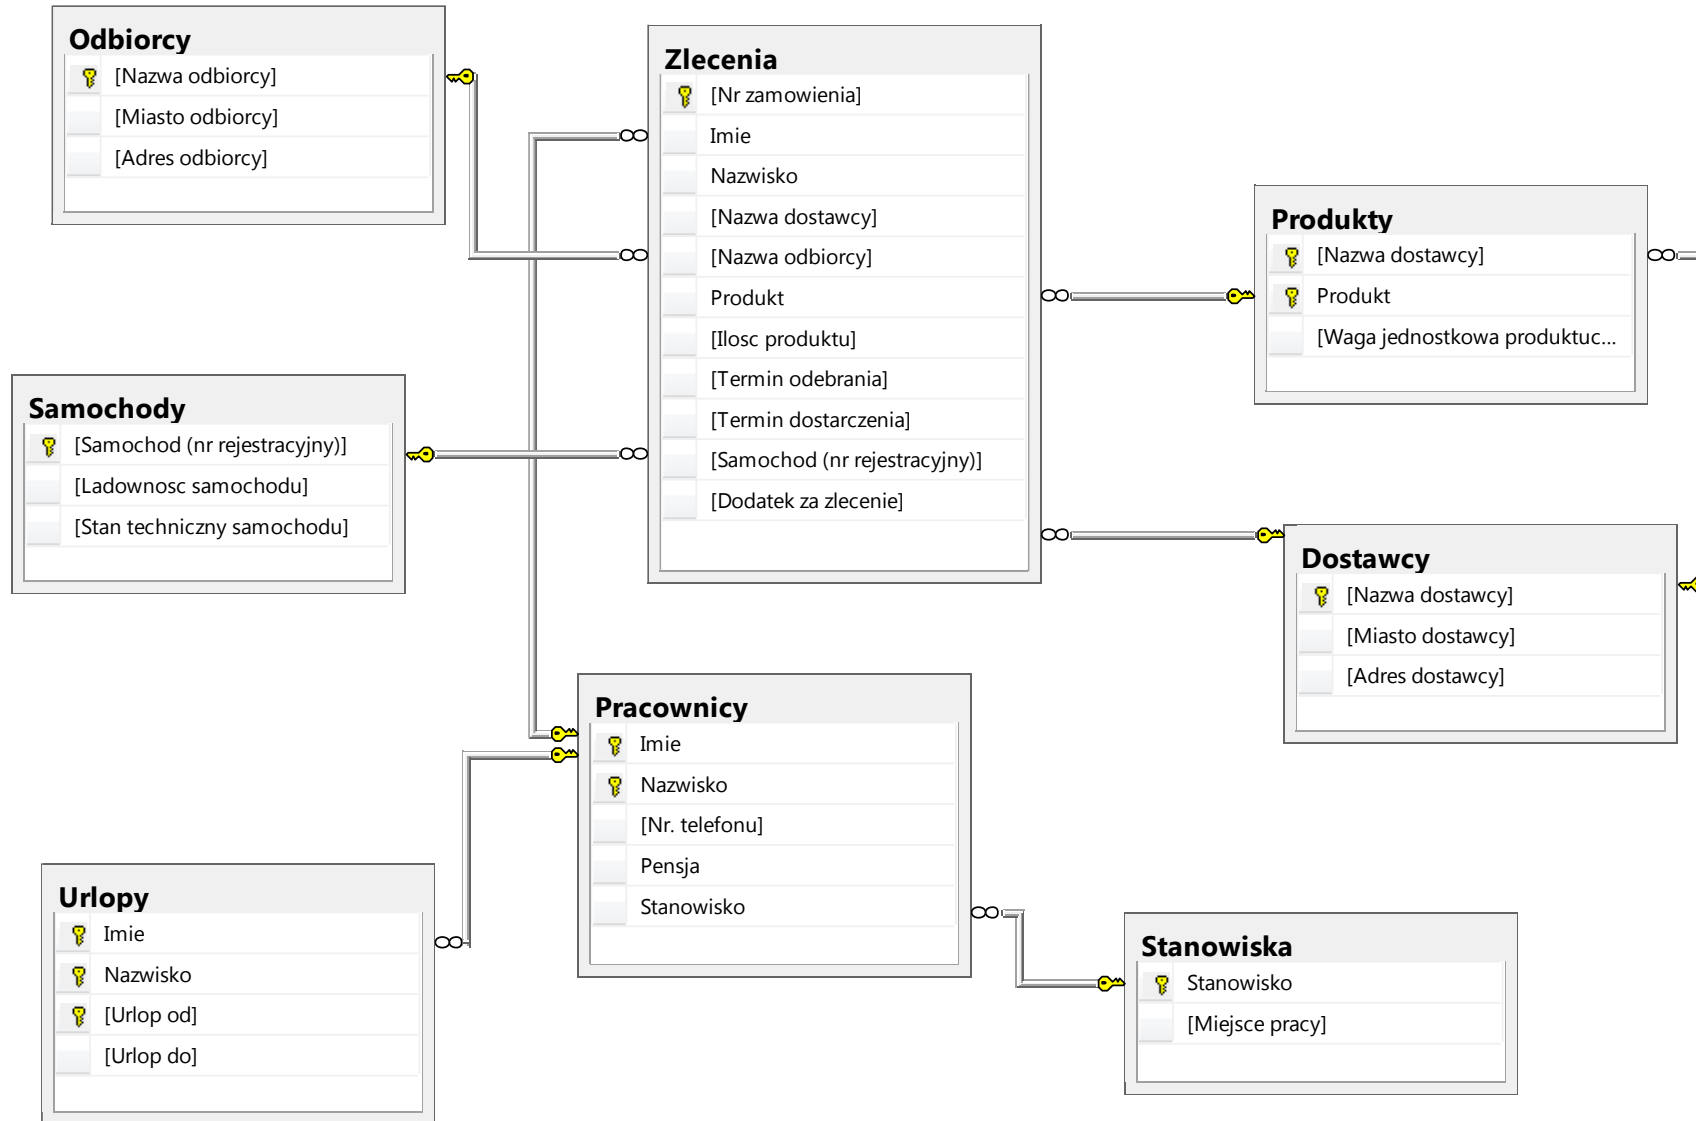 Odbiorcy
[Nazwa odbiorcy]
[Miasto odbiorcy]
[Adres odbiorcy]
Zlecenia
[Nr zamowienia]
Imie
Nazwisko
[Nazwa dostawcy]
[Nazwa odbiorcy]
Produkt
[Ilosc produktu]
[Termin odebrania]
[Termin dostarczenia]
[Samochod (nr rejestracyjny)]
[Dodatek za zlecenie]
Produkty
[Nazwa dostawcy]
Produkt
[Waga jednostkowa produktuc...
Samochody
[Samochod (nr rejestracyjny)]
[Ladownosc samochodu]
[Stan techniczny samochodu]
Dostawcy
[Nazwa dostawcy]
[Miasto dostawcy]
[Adres dostawcy]
Pracownicy
Imie
Nazwisko
[Nr. telefonu]
Pensja
Stanowisko
Urlopy
Imie
Nazwisko
[Urlop od]
[Urlop do]
Stanowiska
Stanowisko
[Miejsce pracy]